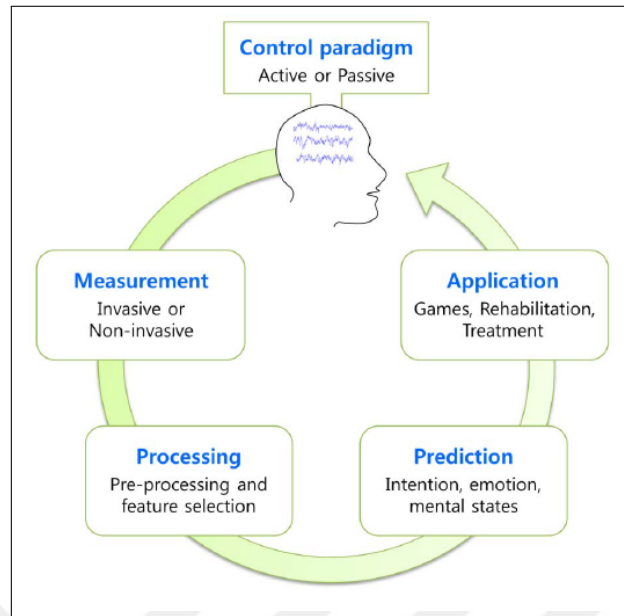 Control paradigm
Active or Passive
Measurement
Invasive or
Non-invasive
Application
Games, Rehabilitation,
Treatment
Processing
Pre-processing and
feature selection
Prediction
Intention, emotion,
mental states